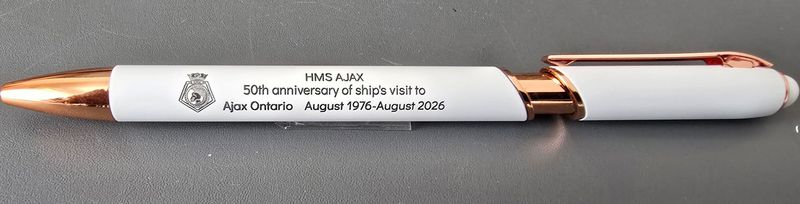 HMS AJAX
50th anniversary of ship's visit to
Ajax Ontario August 1976-August 2026